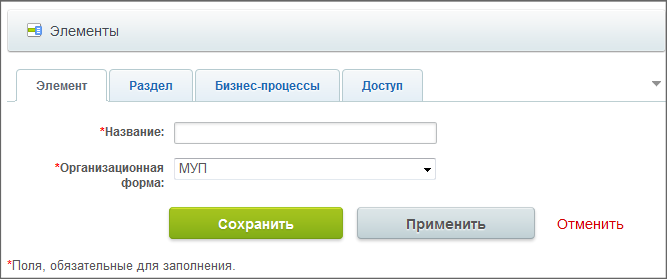 Элементы
Элемент Раздел Бизнес-процессы Доступ
*Название:
*Организационная форма: МУП
Сохранить Применить Отменить
*Поля, обязательные для заполнения.